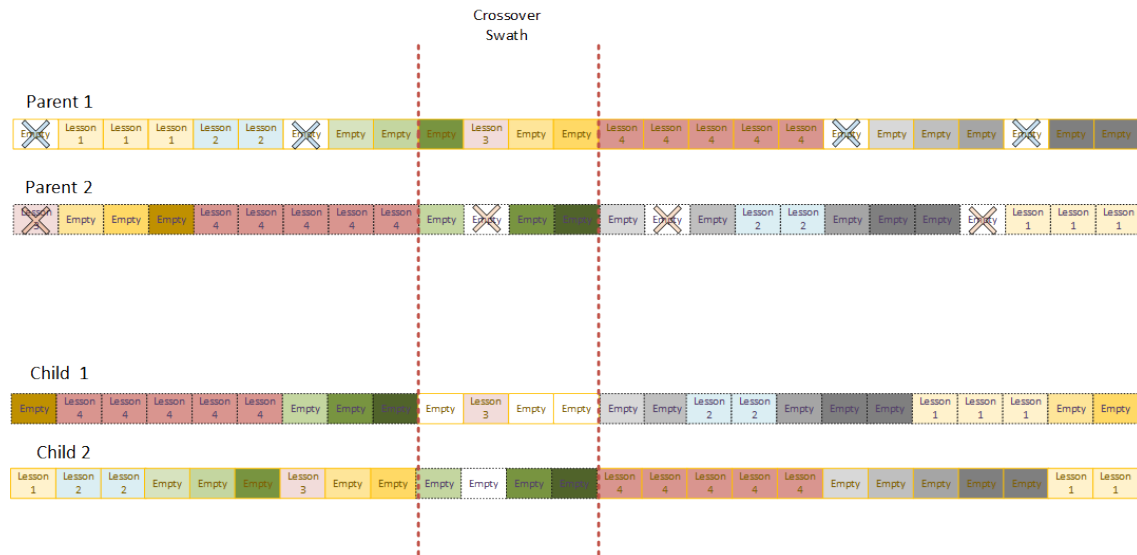 Crossover
Swath
Parent 1
Empty Lesson 1 Lesson 1 Lesson 1 Lesson 2 Lesson 2 Empty Empty Empty Empty Lesson 3 Empty Empty Lesson 4 Lesson 4 Lesson 4 Lesson 4 Lesson 4 Empty Empty Empty Empty Empty Empty Empty
Parent 2
Lesson 3 Empty Empty Empty Lesson 4 Lesson 4 Lesson 4 Lesson 4 Lesson 4 Empty Empty Empty Empty Empty Empty Empty Lesson 2 Lesson 2 Empty Empty Empty Empty Lesson 1 Lesson 1 Lesson 1
Child 1
Empty Lesson 4 Lesson 4 Lesson 4 Lesson 4 Lesson 4 Empty Empty Empty Empty Lesson 3 Empty Empty Empty Empty Lesson 2 Lesson 2 Empty Empty Empty Lesson 1 Lesson 1 Lesson 1 Empty Empty
Child 2
Lesson 1 Lesson 2 Lesson 2 Empty Empty Empty Lesson 3 Empty Empty Empty Empty Empty Empty Lesson 4 Lesson 4 Lesson 4 Lesson 4 Lesson 4 Empty Empty Empty Empty Empty Lesson 1 Lesson 1